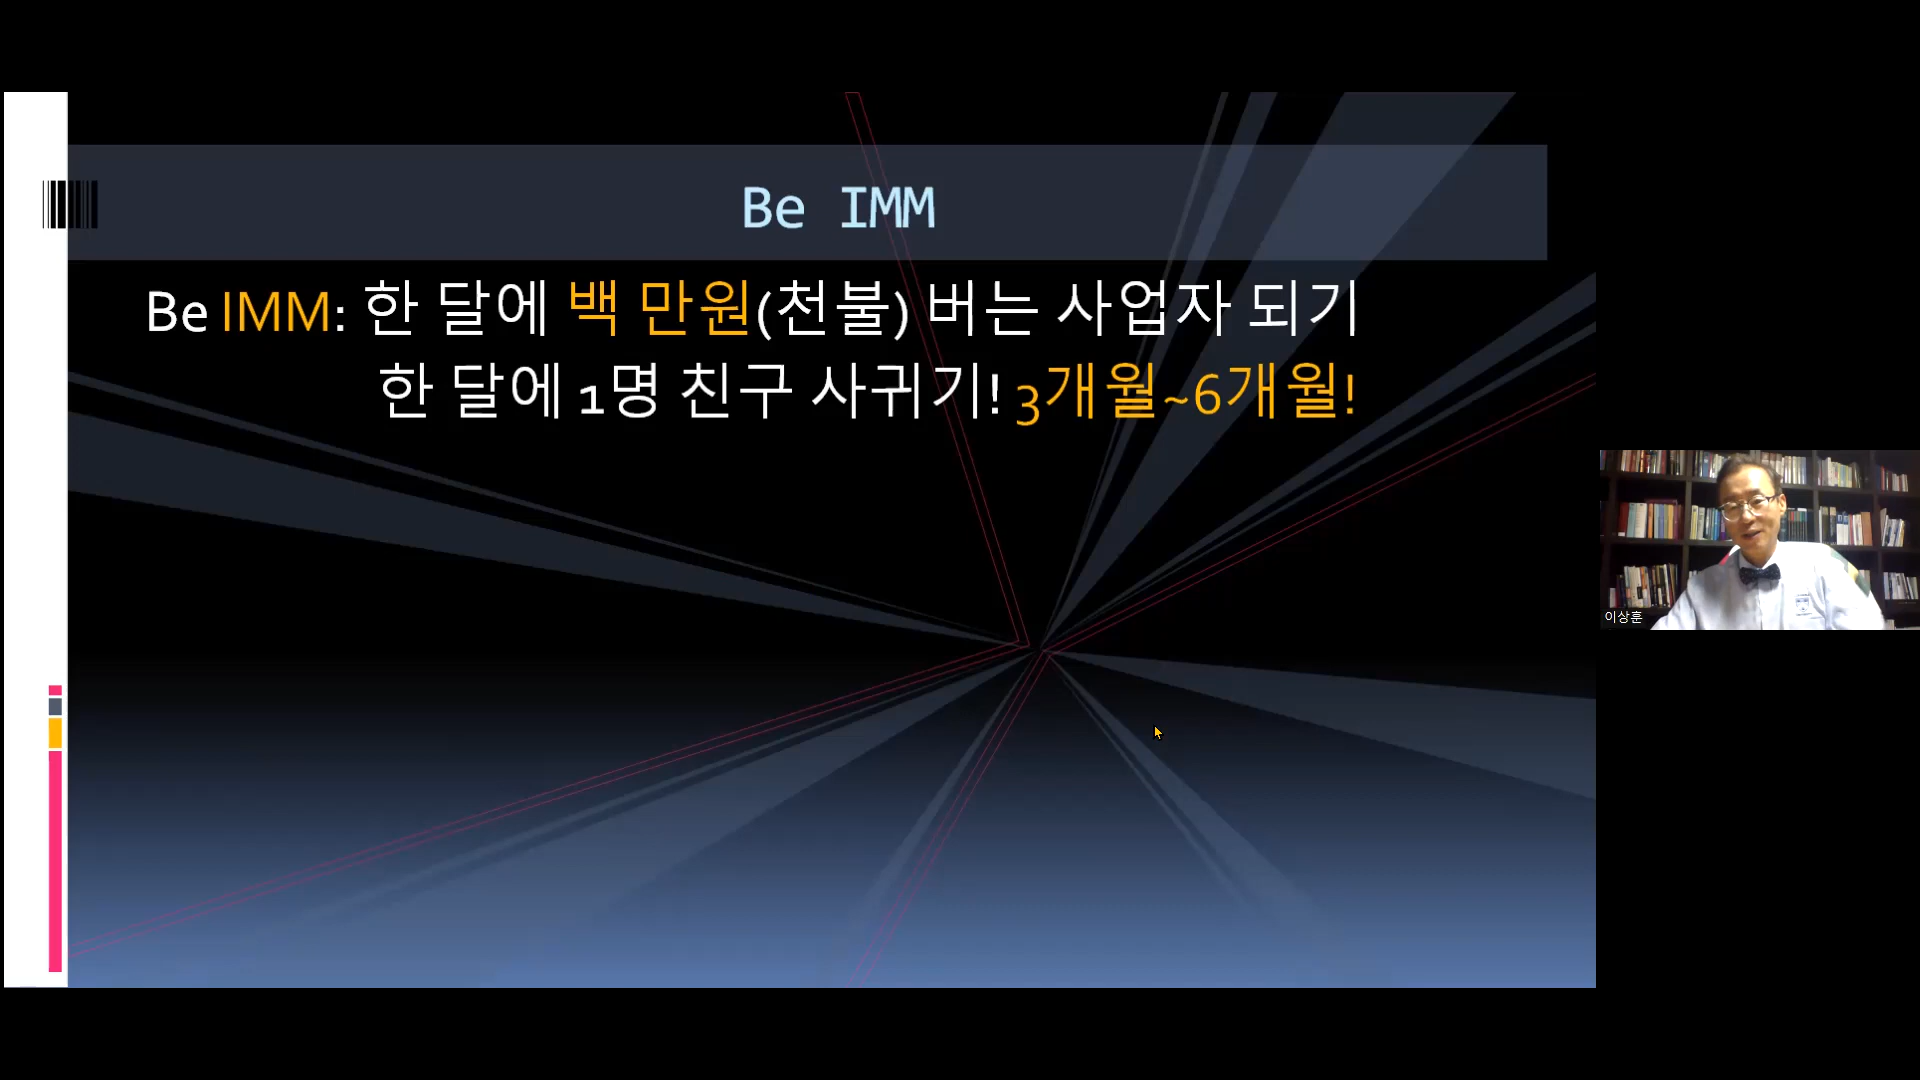 Be IMM
Be IMM: 한 달에 백 만원(천불) 버는 사업자 되기
한 달에 1명 친구 사귀기! 3개월~6개월!
이상훈